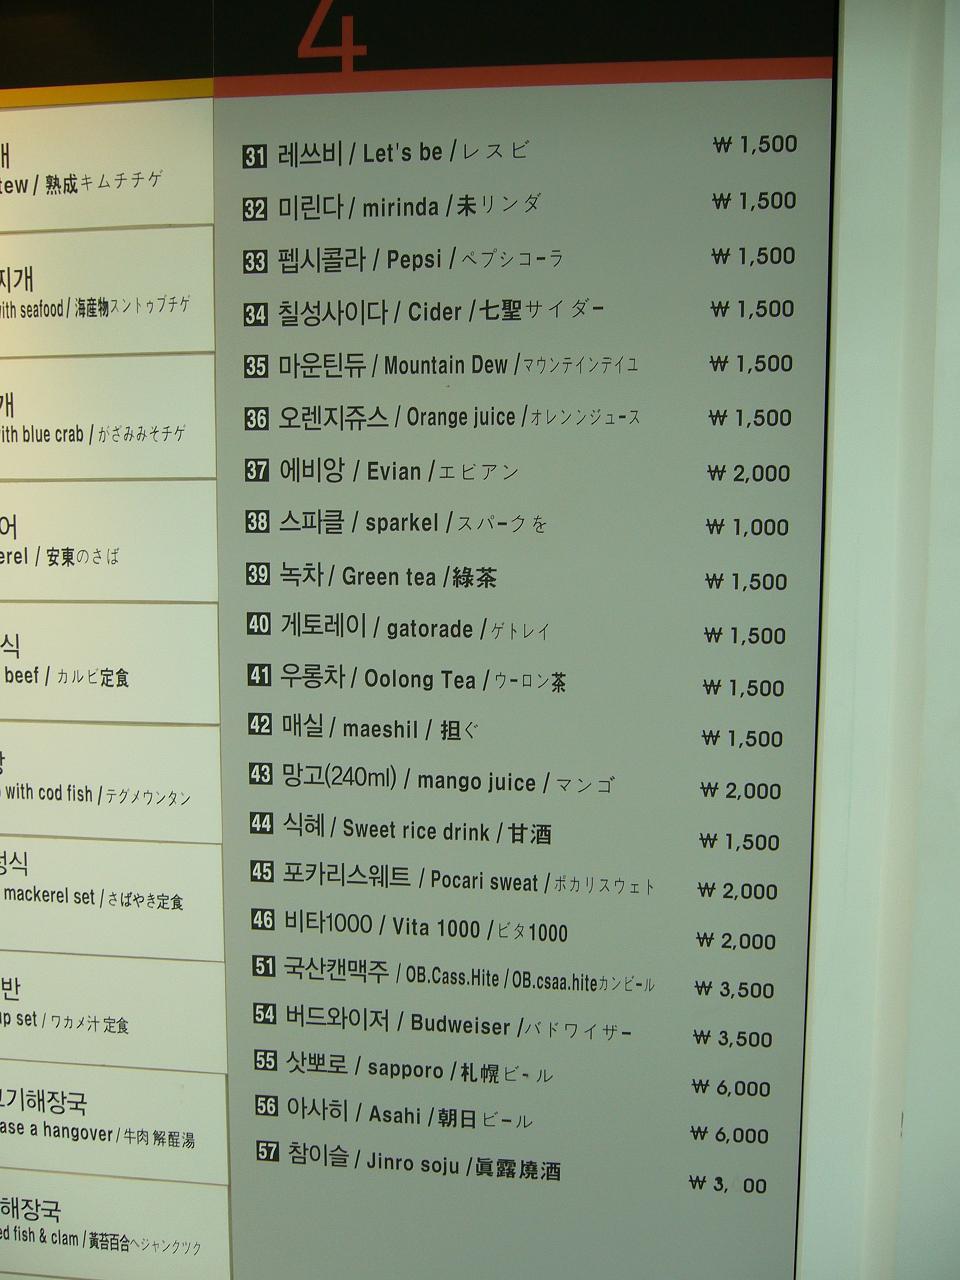 4
31 레쓰비 / Let's be / レスビ ₩ 1,500
32 미린다 / mirinda / 未リンダ ₩ 1,500
33 펩시콜라 / Pepsi / ペプシコーラ ₩ 1,500
34 칠성사이다 / Cider / 七聖サイダー ₩ 1,500
35 마운틴듀 / Mountain Dew / マウンテインデイユ ₩ 1,500
36 오렌지쥬스 / Orange juice / オレンンジュース ₩ 1,500
37 에비앙 / Evian / エビアン ₩ 2,000
38 스파클 / sparkel / スパークを ₩ 1,000
39 녹차 / Green tea / 綠茶 ₩ 1,500
40 게토레이 / gatorade / ゲトレイ ₩ 1,500
41 우롱차 / Oolong Tea / ウーロン茶 ₩ 1,500
42 매실 / maeshil / 担ぐ ₩ 1,500
43 망고(240ml) / mango juice / マンゴ ₩ 2,000
44 식혜 / Sweet rice drink / 甘酒 ₩ 1,500
45 포카리스웨트 / Pocari sweat / ポカリスウェト ₩ 2,000
46 비타1000 / Vita 1000 / ビタ1000 ₩ 2,000
51 국산캔맥주 / OB.Cass.Hite / OB.csaa.hiteカンビール ₩ 3,500
54 버드와이저 / Budweiser / バドワイザー ₩ 3,500
55 삿뽀로 / sapporo / 札幌ビール ₩ 6,000
56 아사히 / Asahi / 朝日ビール ₩ 6,000
57 참이슬 / Jinro soju / 眞露燒酒 ₩ 3, 00
개
tew / 熟成キムチチゲ
찌개
with seafood / 海産物スントゥブチゲ
개
with blue crab / がざみみそチゲ
어
erel / 安東のさば
식
beef / カルビ定食
with cod fish / テグメウンタン
정식
mackerel set / さばやき定食
반
up set / ワカメ汁 定食
고기해장국
ase a hangover / 牛肉 解酲湯
해장국
ed fish & clam / 黃苔百合ヘジャンクツク